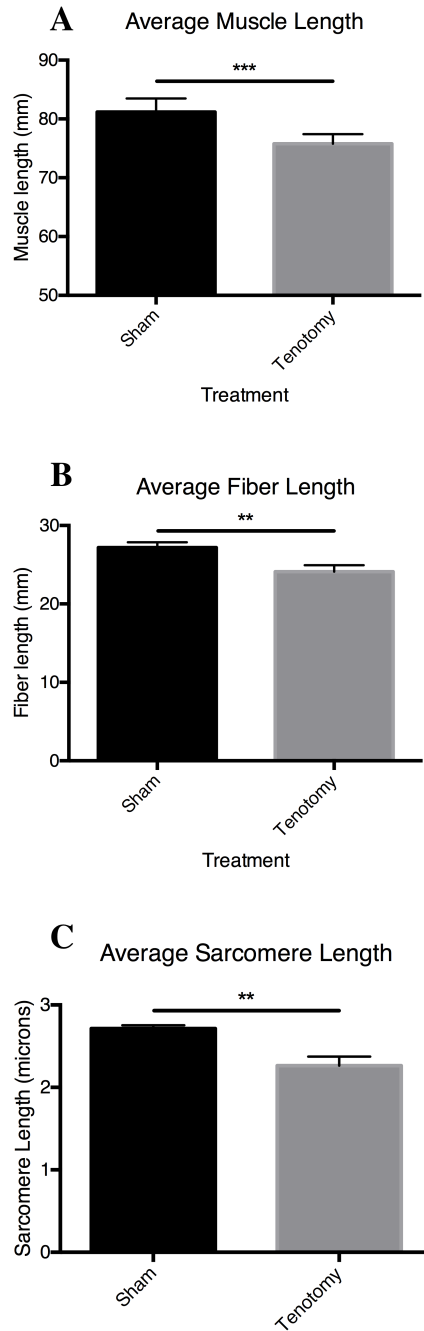 A
Average Muscle Length
***
90
80
70
60
50
Muscle length (mm)
Sham
Tenotomy
Treatment
B
Average Fiber Length
**
30
20
10
0
Fiber length (mm)
Sham
Tenotomy
Treatment
C
Average Sarcomere Length
**
3
2
1
0
Sarcomere Length (microns)
Sham
Tenotomy